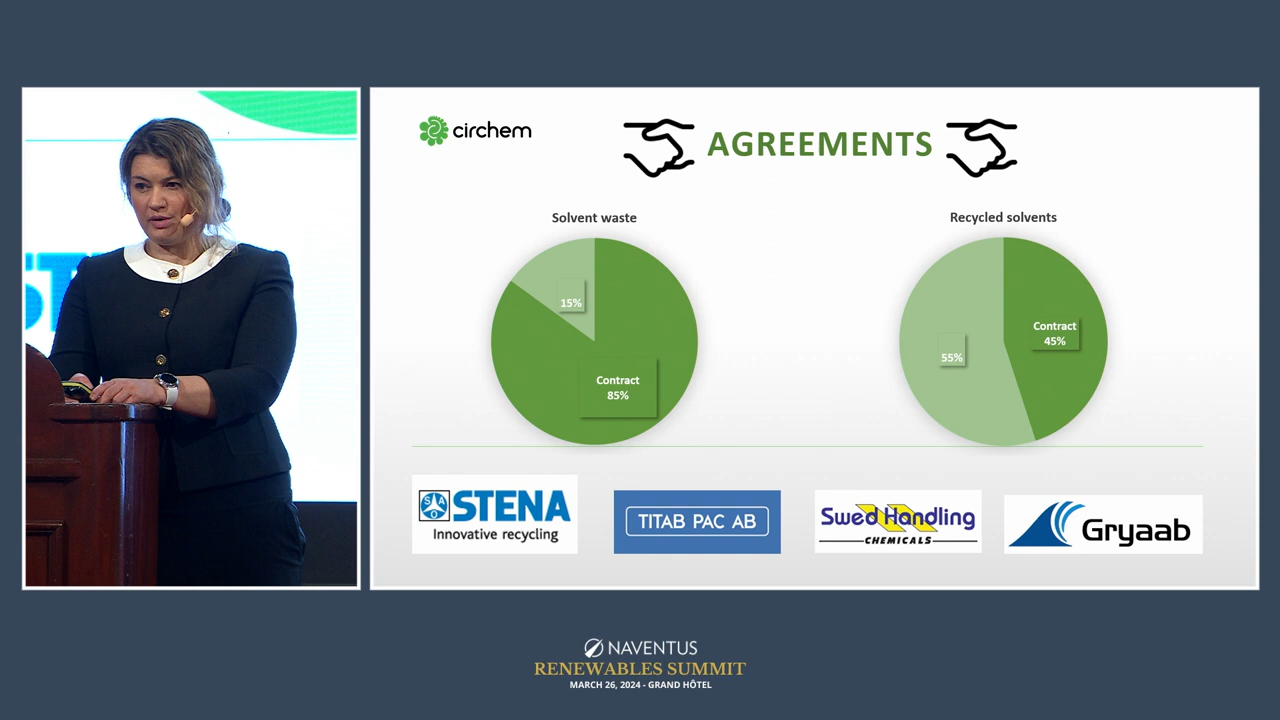 circhem
AGREEMENTS
Solvent waste
Recycled solvents
15%
Contract
85%
Contract
45%
55%
STENA
Innovative recycling
TITAB PAC AB
Swed Handling
CHEMICALS
Gryaab
NAVENTUS
RENEWABLES SUMMIT
MARCH 26, 2024 - GRAND HÔTEL